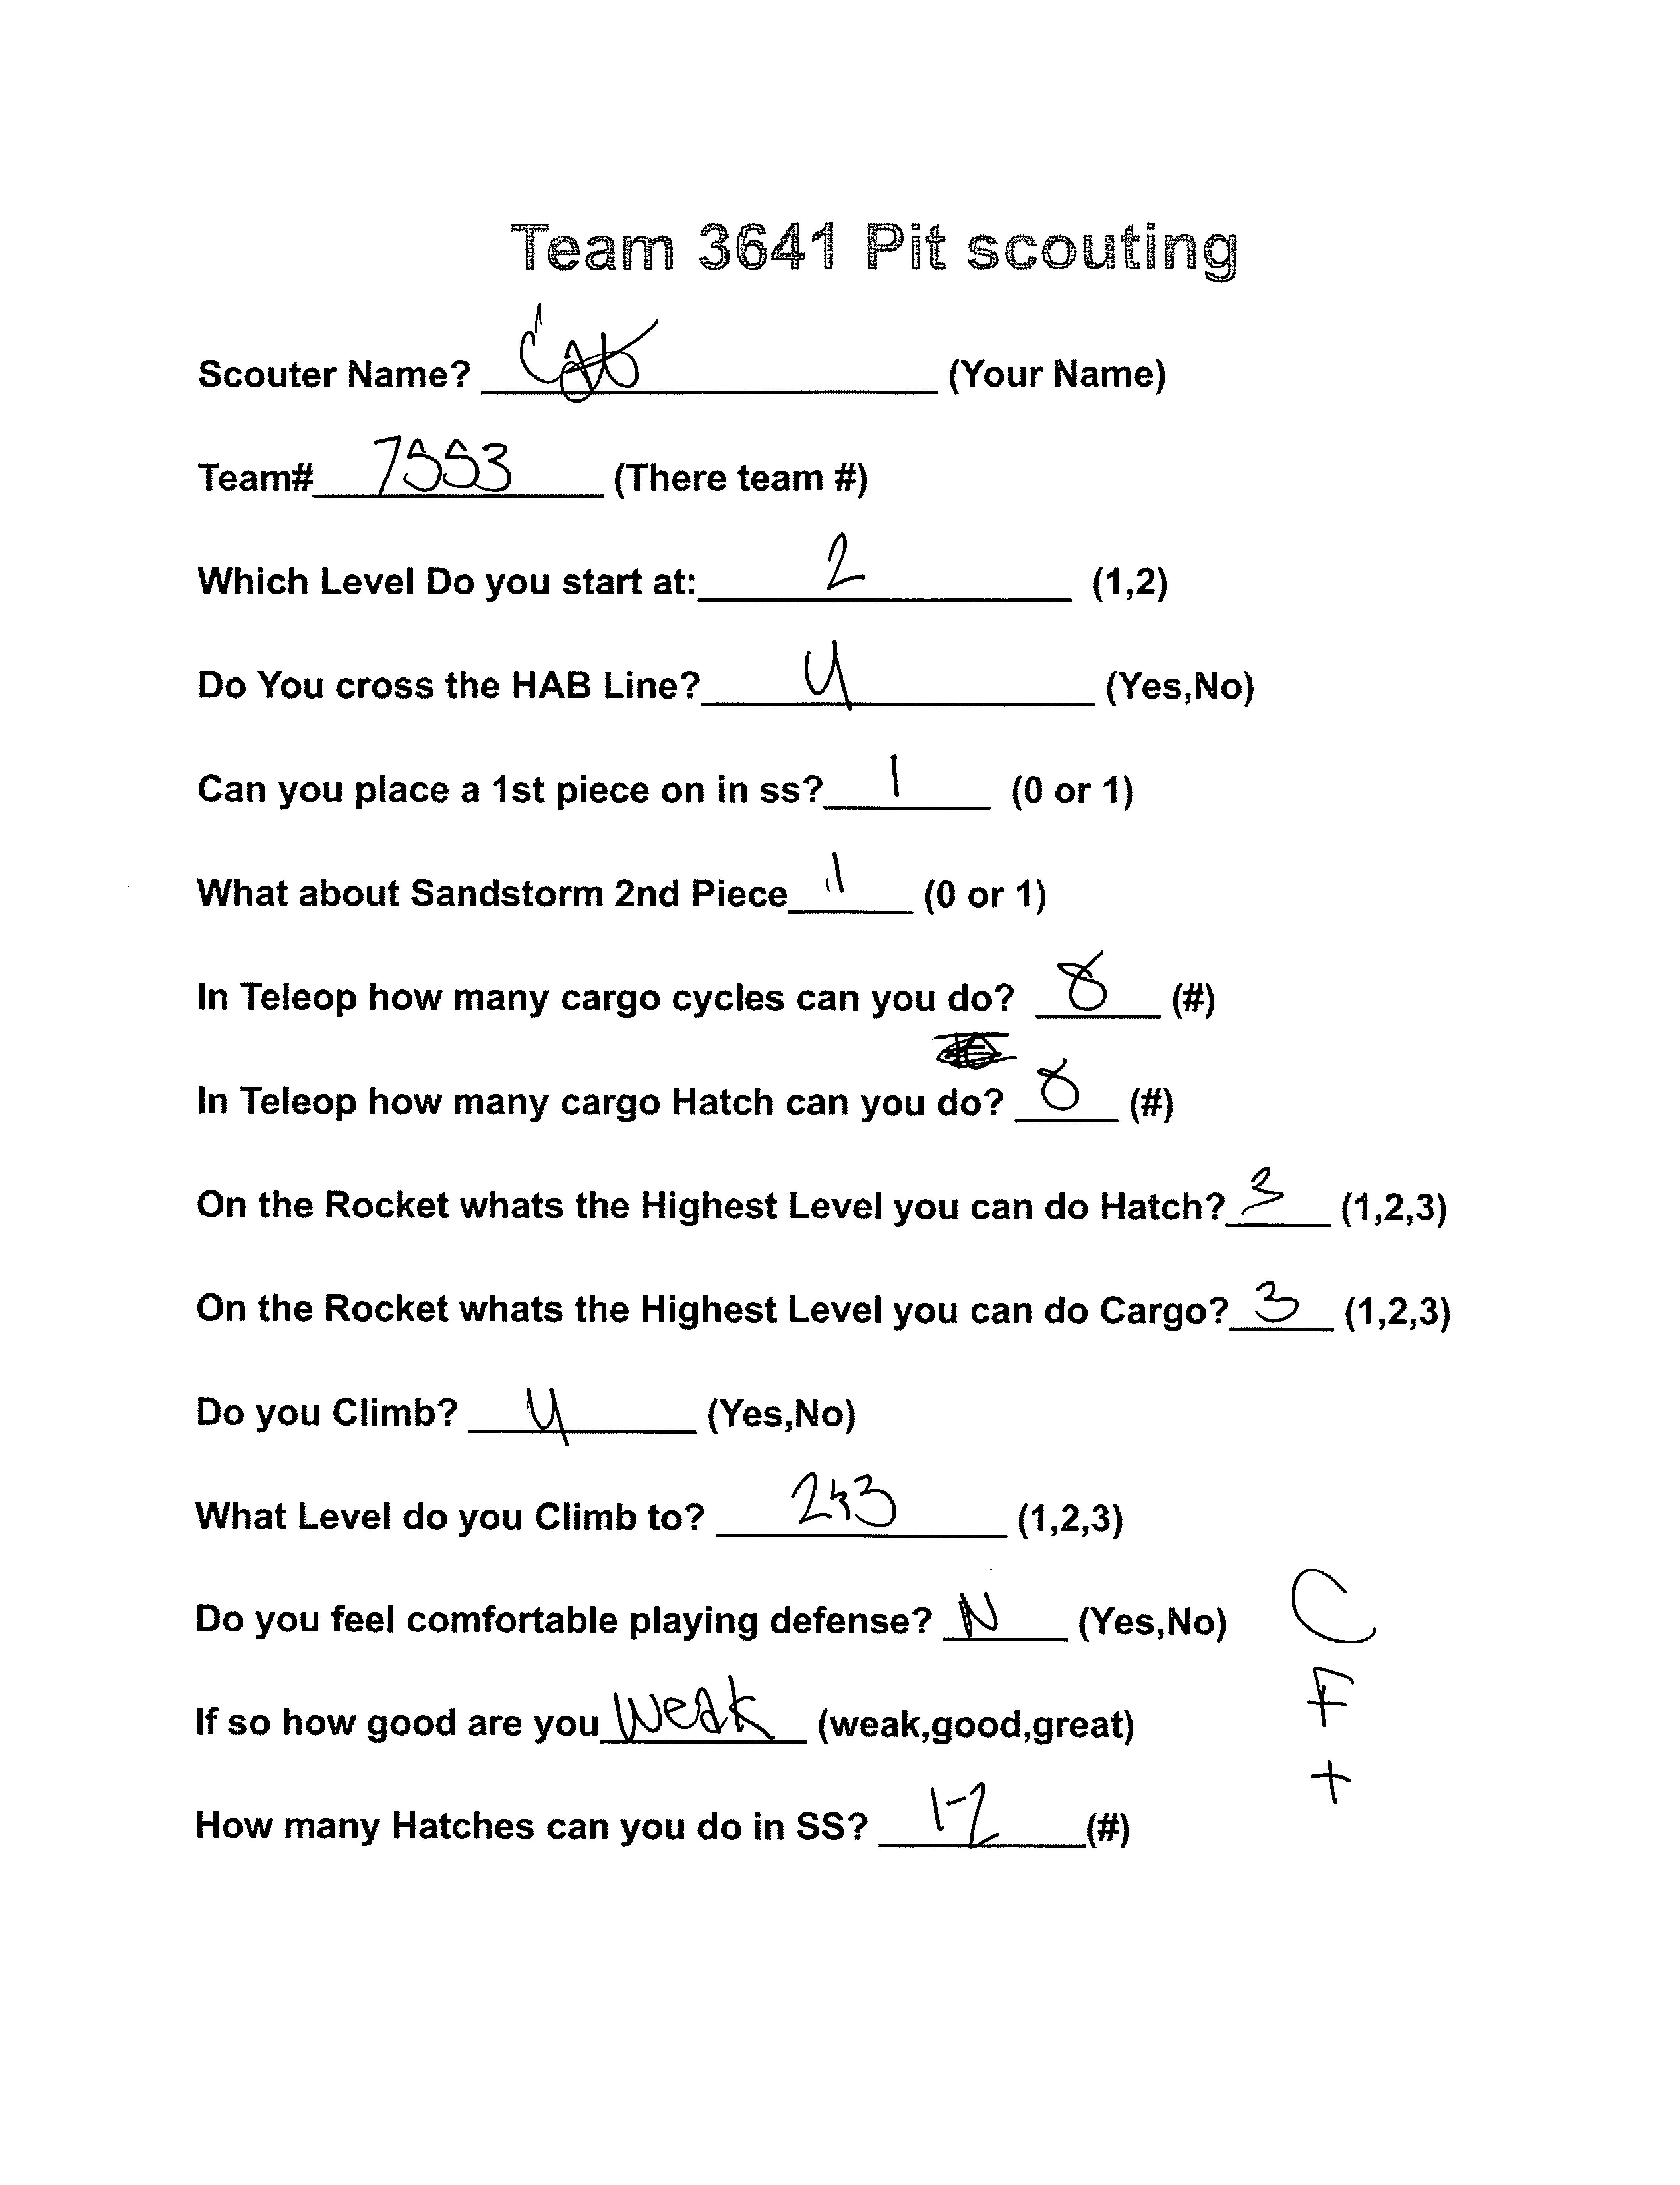 Team 3641 Pit scouting
Scouter Name? (Your Name)
Team# 7553 (There team #)
Which Level Do you start at: 2 (1,2)
Do You cross the HAB Line? y (Yes,No)
Can you place a 1st piece on in ss? 1 (0 or 1)
What about Sandstorm 2nd Piece 1 (0 or 1)
In Teleop how many cargo cycles can you do? 8 (#)
In Teleop how many cargo Hatch can you do? 8 (#)
On the Rocket whats the Highest Level you can do Hatch? 3 (1,2,3)
On the Rocket whats the Highest Level you can do Cargo? 3 (1,2,3)
Do you Climb? y (Yes,No)
What Level do you Climb to? 2&3 (1,2,3)
Do you feel comfortable playing defense? N (Yes,No) C
If so how good are you weak (weak,good,great) F
+
How many Hatches can you do in SS? 1-2 (#)